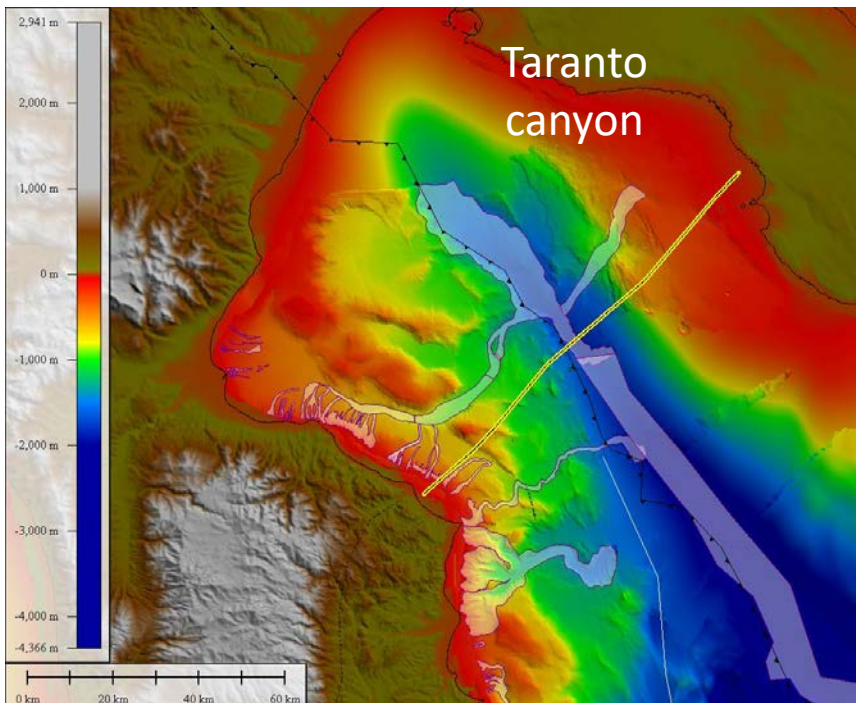 2,941 m
Taranto
canyon
2,000 m
1,000 m
0 m
-1,000 m
-2,000 m
-3,000 m
-4,000 m
-4,366 m
0 km
20 km
40 km
60 km